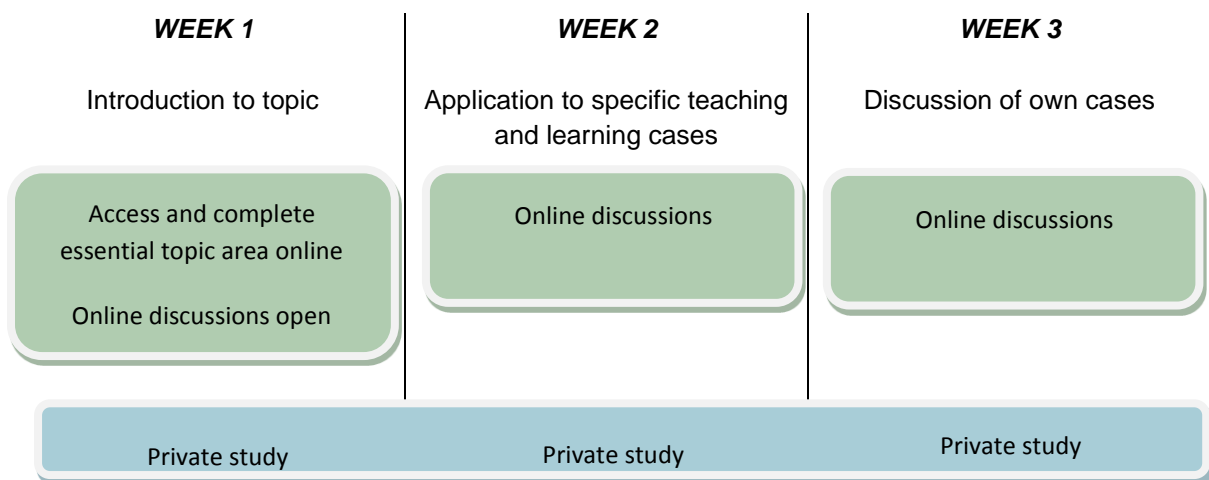 WEEK 1
Introduction to topic
Access and complete
essential topic area online
Online discussions open
WEEK 2
Application to specific teaching
and learning cases
Online discussions
WEEK 3
Discussion of own cases
Online discussions
Private study
Private study
Private study